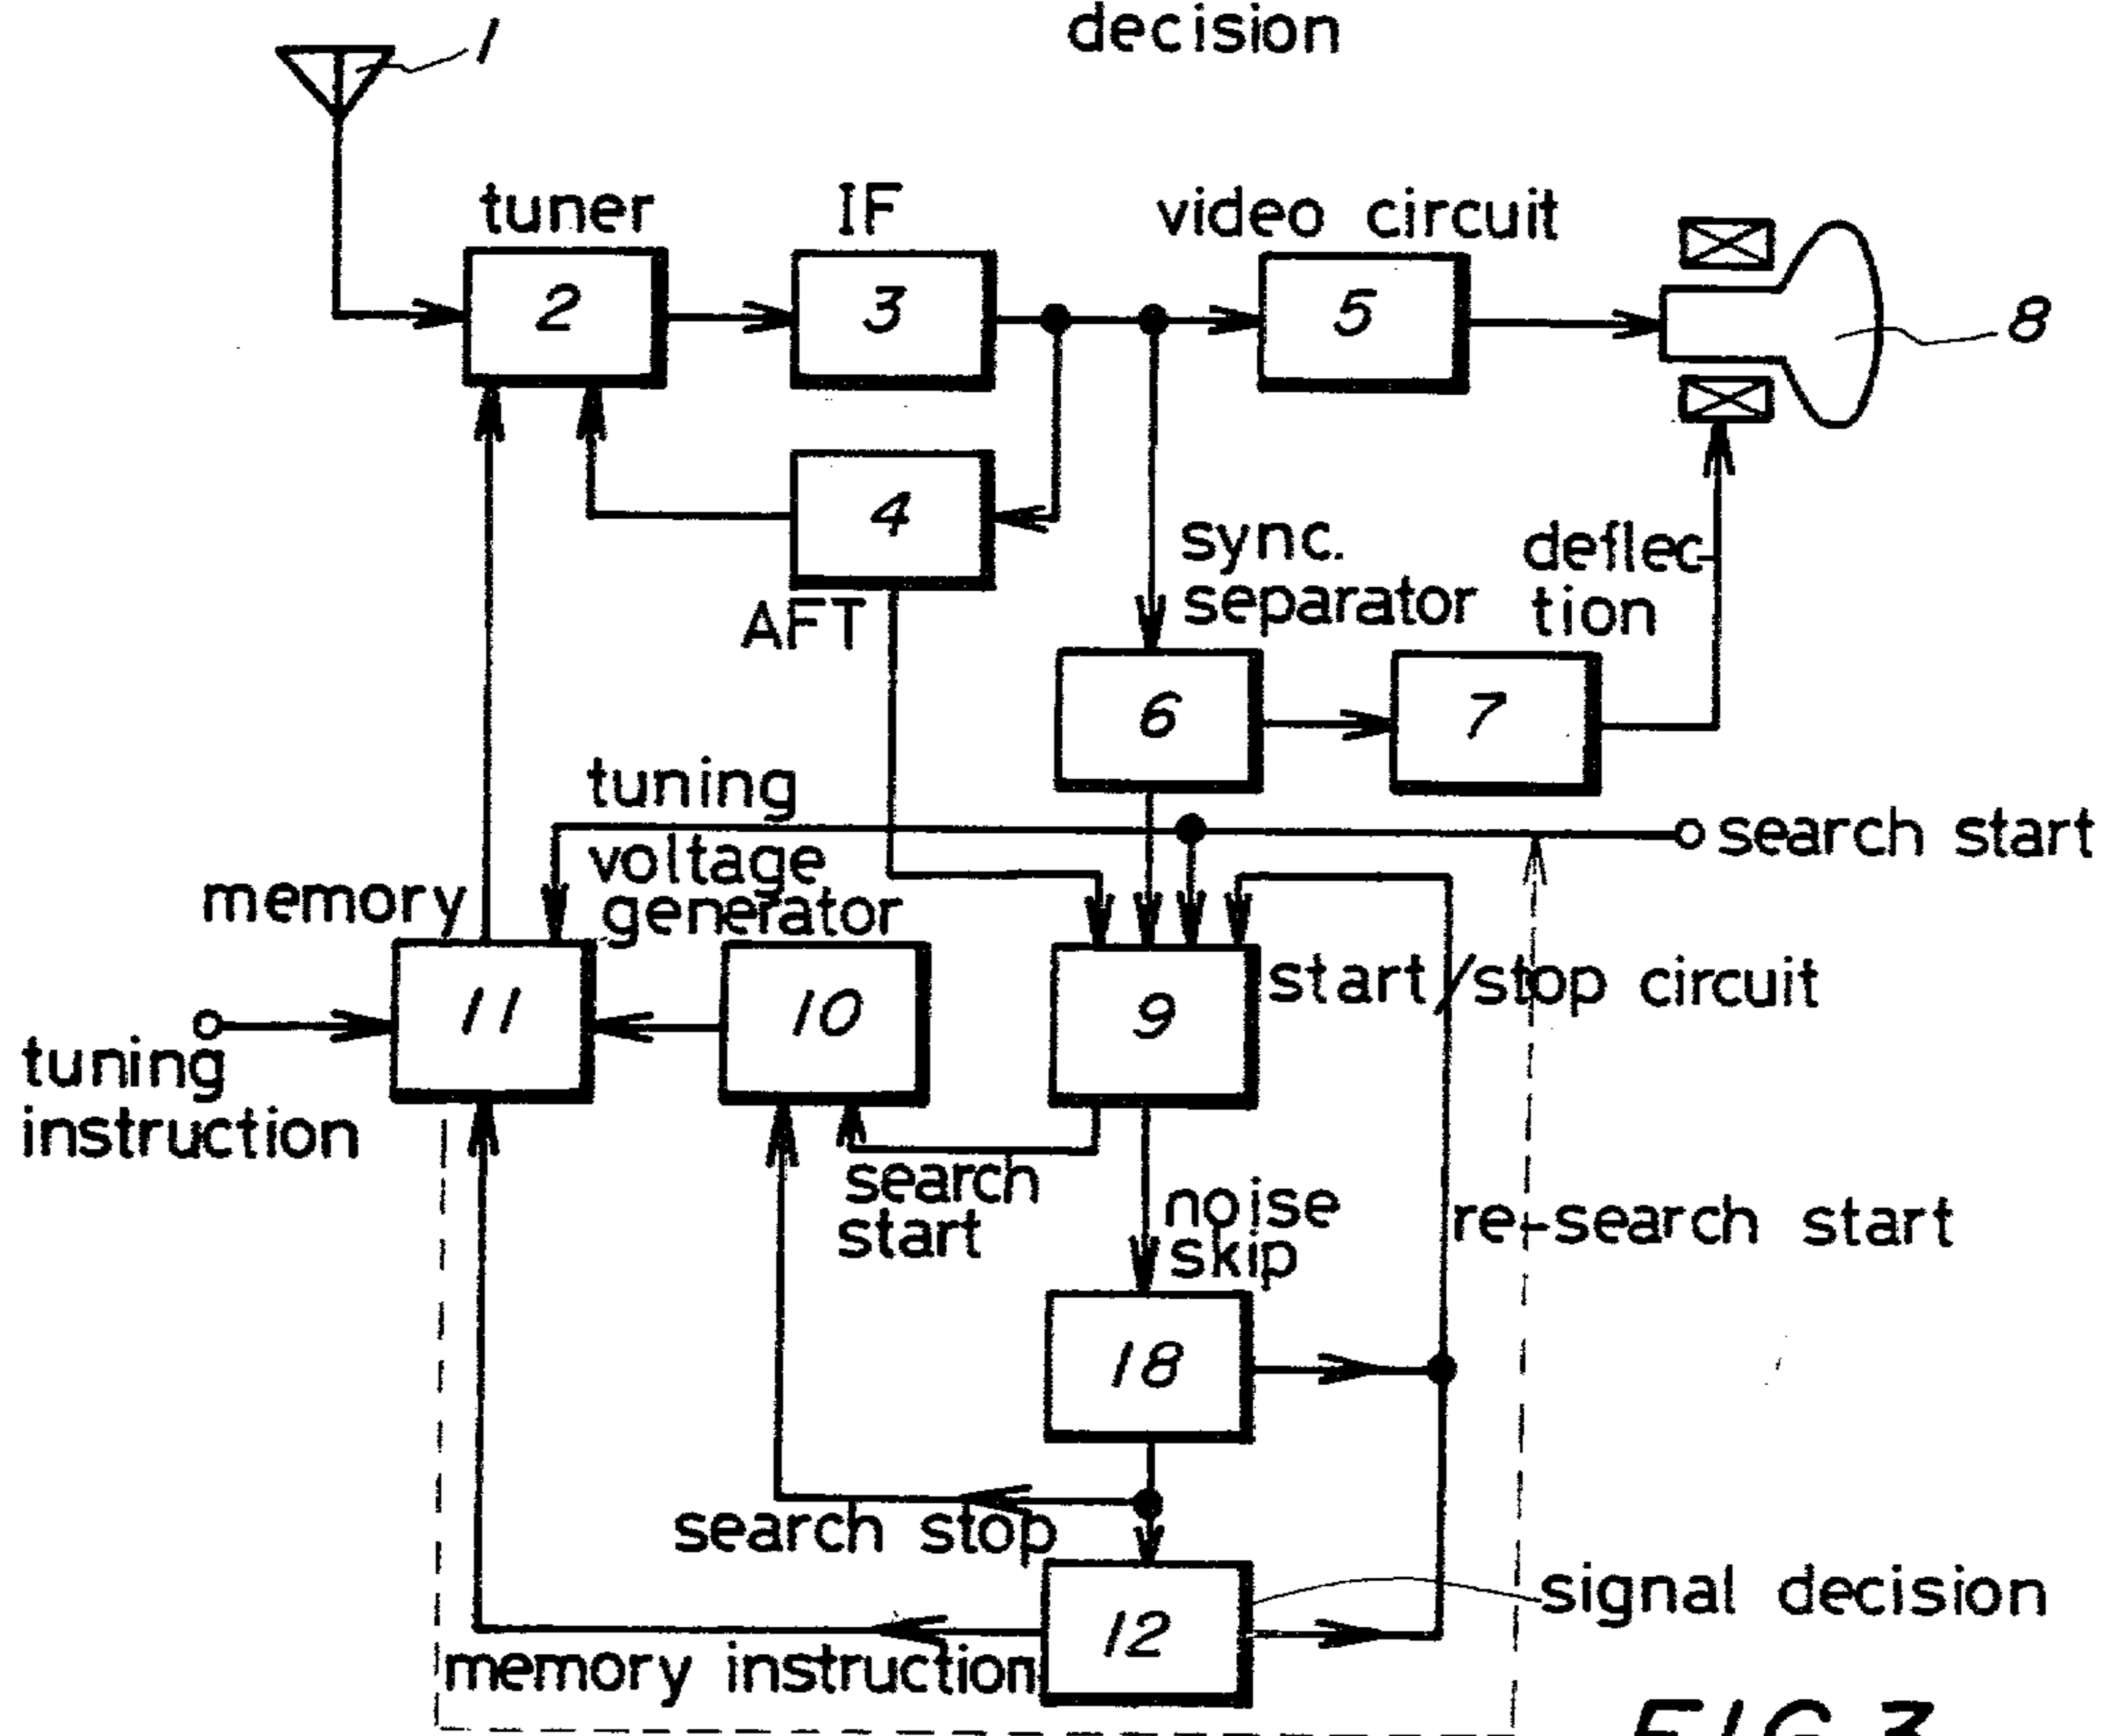 decision
1
tuner
IF
video circuit
2
3
5
8
4
AFT
sync.
separator
deflec-
tion
6
7
tuning
voltage
generator
search start
memory
11
10
9
start/stop circuit
tuning
instruction
search
start
noise
skip
re-search start
18
search stop
12
signal decision
memory instruction
FIG.3